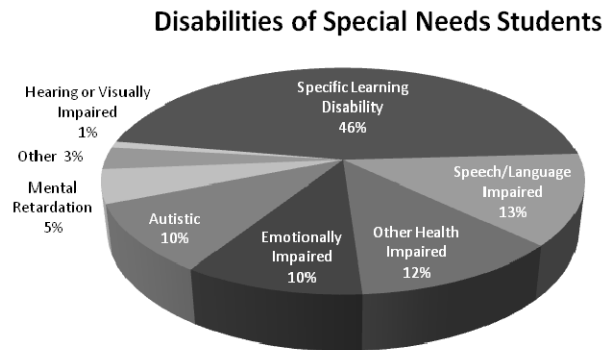 Disabilities of Special Needs Students
Hearing or Visually
Impaired
1%
Other 3%
Mental
Retardation
5%
Autistic
10%
Emotionally
Impaired
10%
Other Health
Impaired
12%
Speech/Language
Impaired
13%
Specific Learning
Disability
46%